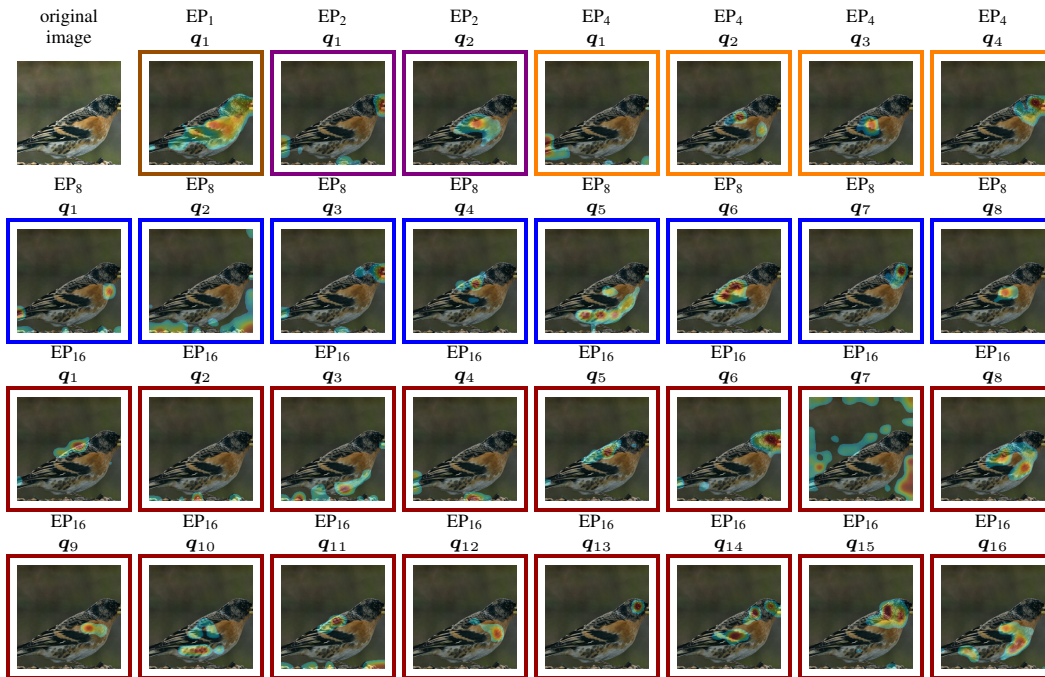 original EP₁ EP₂ EP₂ EP₄ EP₄ EP₄ EP₄
image q₁ q₁ q₂ q₁ q₂ q₃ q₄
EP₈ EP₈ EP₈ EP₈ EP₈ EP₈ EP₈ EP₈
q₁ q₂ q₃ q₄ q₅ q₆ q₇ q₈
EP₁₆ EP₁₆ EP₁₆ EP₁₆ EP₁₆ EP₁₆ EP₁₆ EP₁₆
q₁ q₂ q₃ q₄ q₅ q₆ q₇ q₈
EP₁₆ EP₁₆ EP₁₆ EP₁₆ EP₁₆ EP₁₆ EP₁₆ EP₁₆
q₉ q₁₀ q₁₁ q₁₂ q₁₃ q₁₄ q₁₅ q₁₆